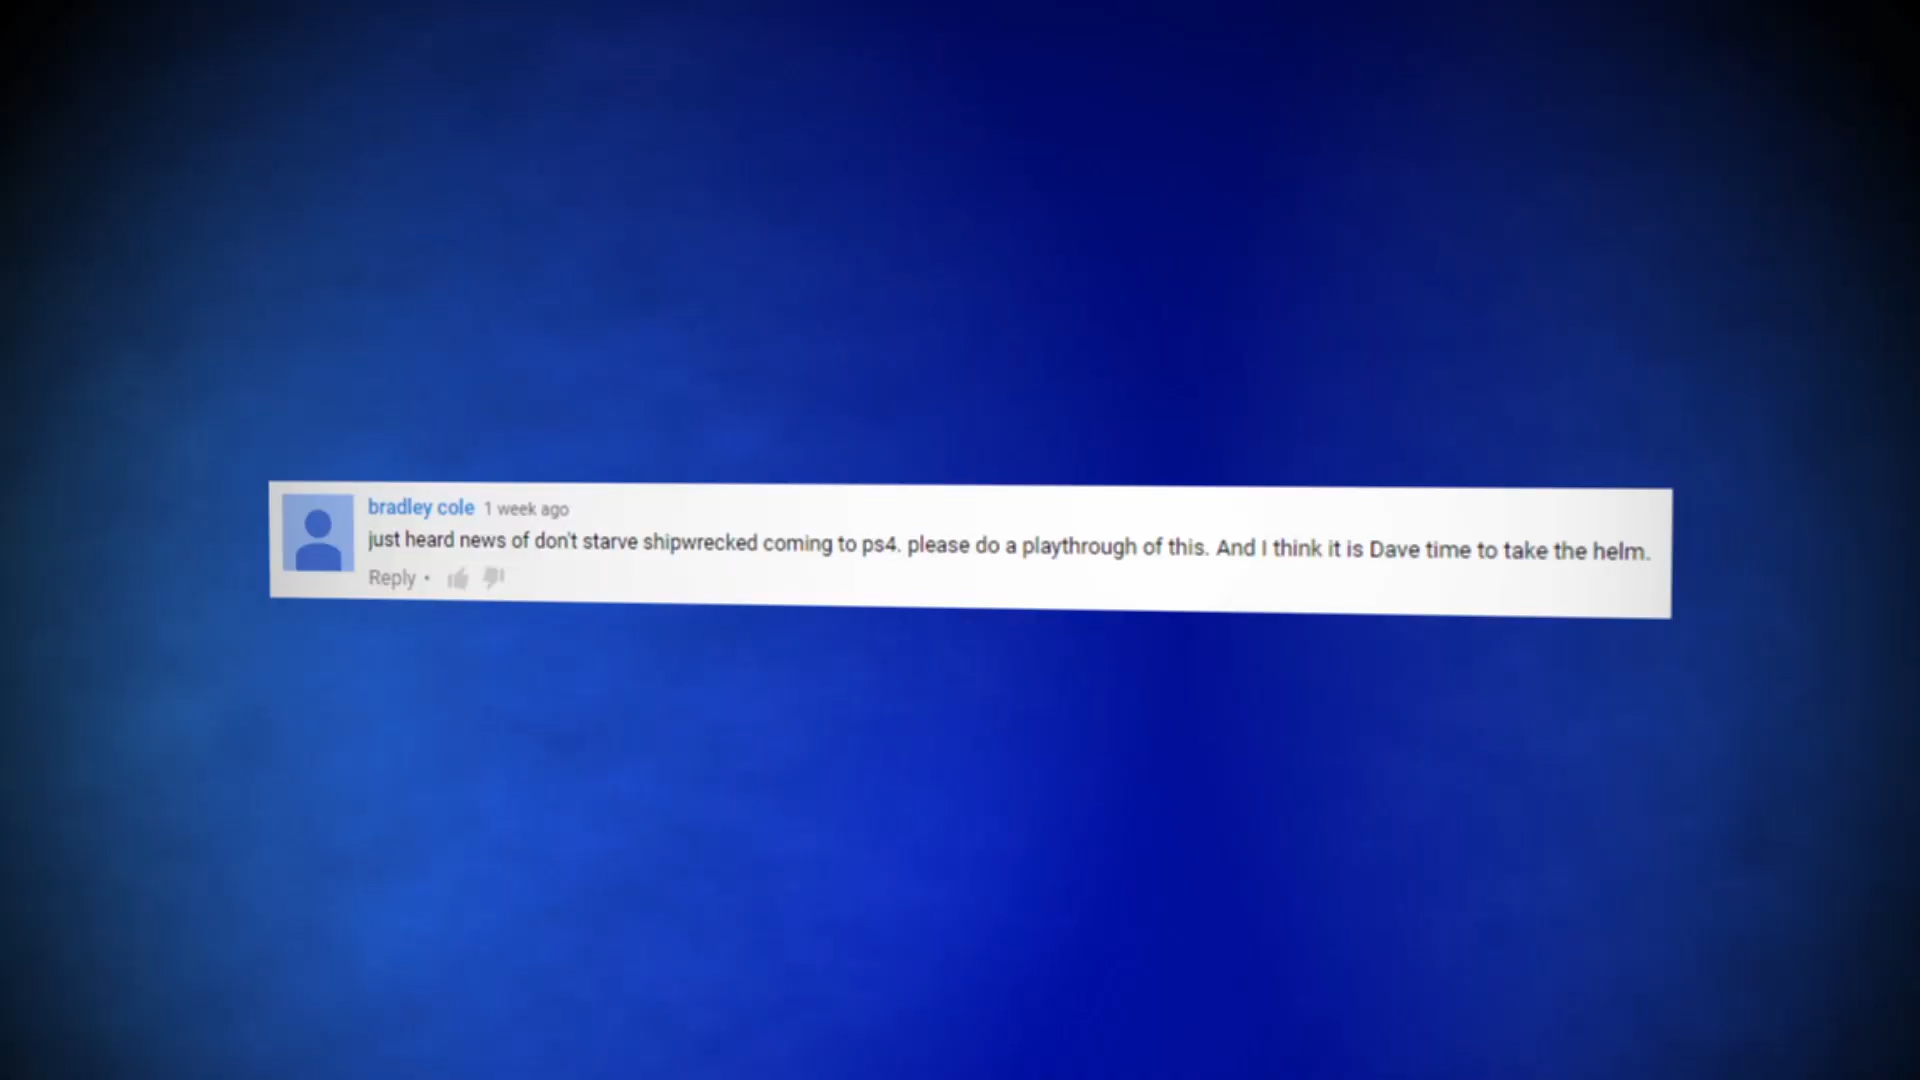 bradley cole 1 week ago
just heard news of don't starve shipwrecked coming to ps4. please do a playthrough of this. And I think it is Dave time to take the helm.
Reply •